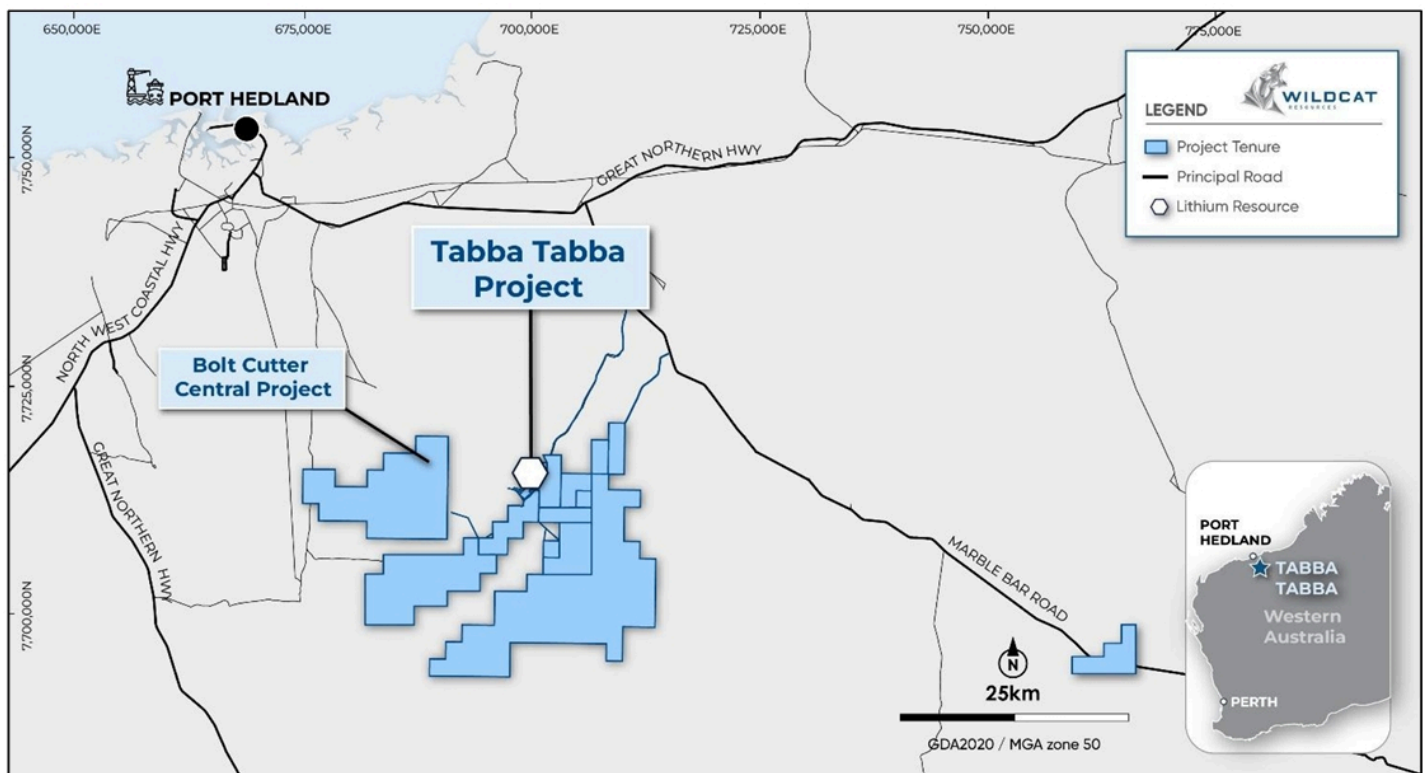 650,000E
675,000E
700,000E
725,000E
750,000E
775,000E
7,750,000N
7,725,000N
7,700,000N
PORT HEDLAND
GREAT NORTHERN HWY
NORTH WEST COASTAL HWY
GREAT NORTHERN HWY
MARBLE BAR ROAD
Tabba Tabba
Project
Bolt Cutter
Central Project
WILDCAT
RESOURCES
LEGEND
Project Tenure
Principal Road
Lithium Resource
N
25km
GDA2020 / MGA zone 50
PORT
HEDLAND
TABBA
TABBA
Western
Australia
PERTH